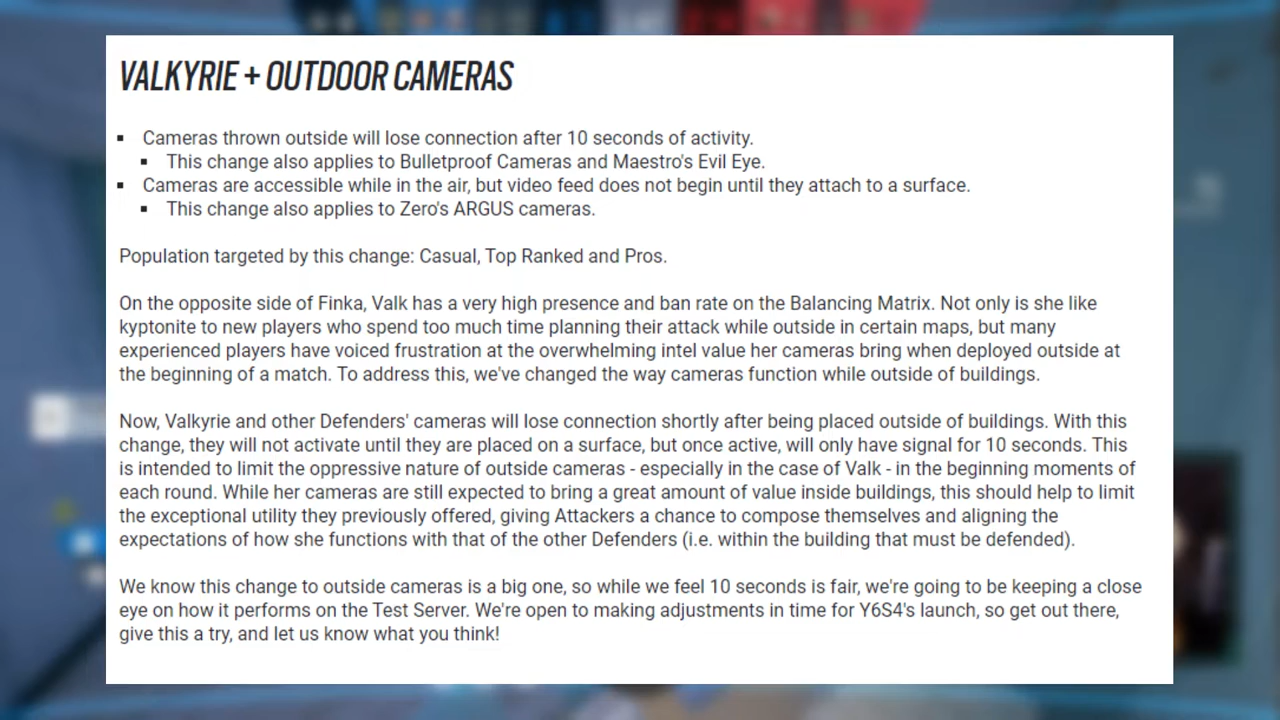 VALKYRIE + OUTDOOR CAMERAS
▪ Cameras thrown outside will lose connection after 10 seconds of activity.
▪ This change also applies to Bulletproof Cameras and Maestro's Evil Eye.
▪ Cameras are accessible while in the air, but video feed does not begin until they attach to a surface.
▪ This change also applies to Zero's ARGUS cameras.
Population targeted by this change: Casual, Top Ranked and Pros.
On the opposite side of Finka, Valk has a very high presence and ban rate on the Balancing Matrix. Not only is she like
kyptonite to new players who spend too much time planning their attack while outside in certain maps, but many
experienced players have voiced frustration at the overwhelming intel value her cameras bring when deployed outside at
the beginning of a match. To address this, we've changed the way cameras function while outside of buildings.
Now, Valkyrie and other Defenders' cameras will lose connection shortly after being placed outside of buildings. With this
change, they will not activate until they are placed on a surface, but once active, will only have signal for 10 seconds. This
is intended to limit the oppressive nature of outside cameras - especially in the case of Valk - in the beginning moments of
each round. While her cameras are still expected to bring a great amount of value inside buildings, this should help to limit
the exceptional utility they previously offered, giving Attackers a chance to compose themselves and aligning the
expectations of how she functions with that of the other Defenders (i.e. within the building that must be defended).
We know this change to outside cameras is a big one, so while we feel 10 seconds is fair, we're going to be keeping a close
eye on how it performs on the Test Server. We're open to making adjustments in time for Y6S4's launch, so get out there,
give this a try, and let us know what you think!